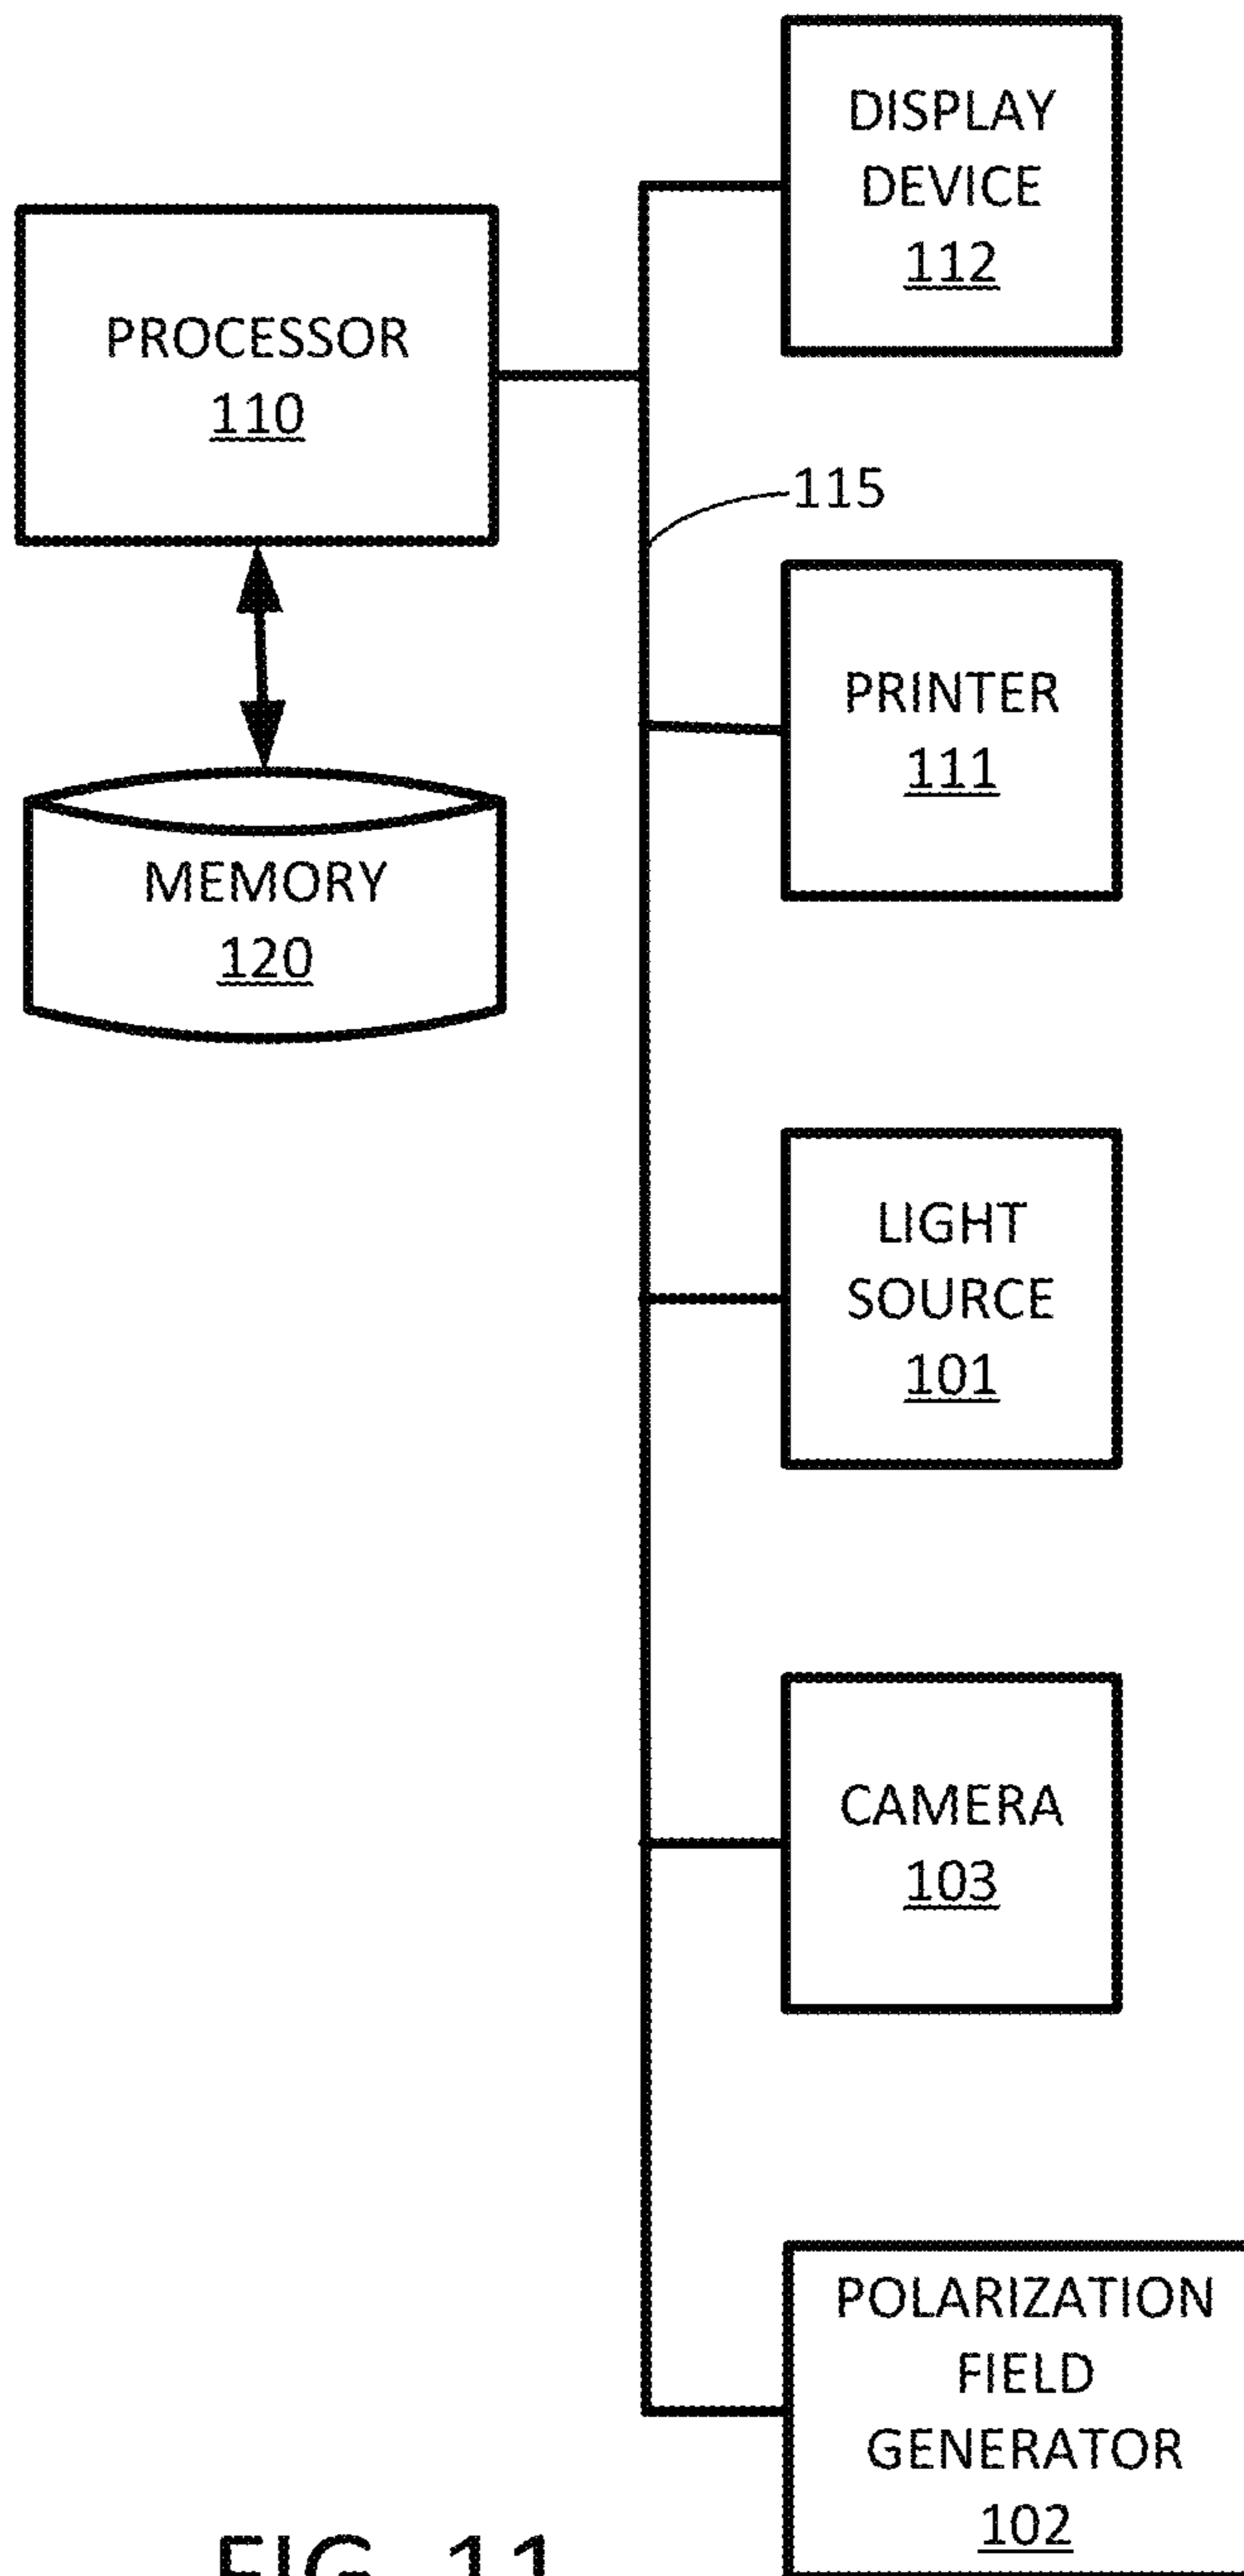 DISPLAY
DEVICE
112
PROCESSOR
110
115
PRINTER
111
MEMORY
120
LIGHT
SOURCE
101
CAMERA
103
POLARIZATION
FIELD
GENERATOR
102
FIG. 11